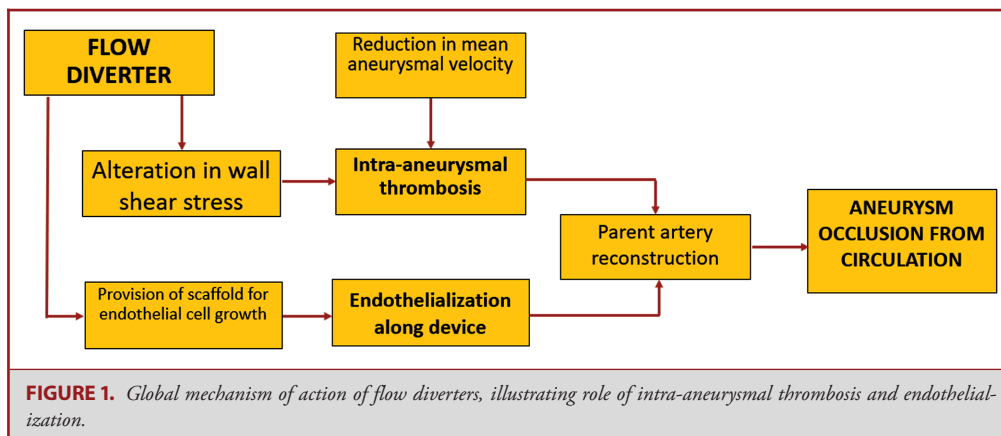 FLOW
DIVERTER
Reduction in mean
aneurysmal velocity
Alteration in wall
shear stress
Intra-aneurysmal
thrombosis
Parent artery
reconstruction
ANEURYSM
OCCLUSION FROM
CIRCULATION
Provision of scaffold for
endothelial cell growth
Endothelialization
along device
FIGURE 1. Global mechanism of action of flow diverters, illustrating role of intra-aneurysmal thrombosis and endothelial-
ization.